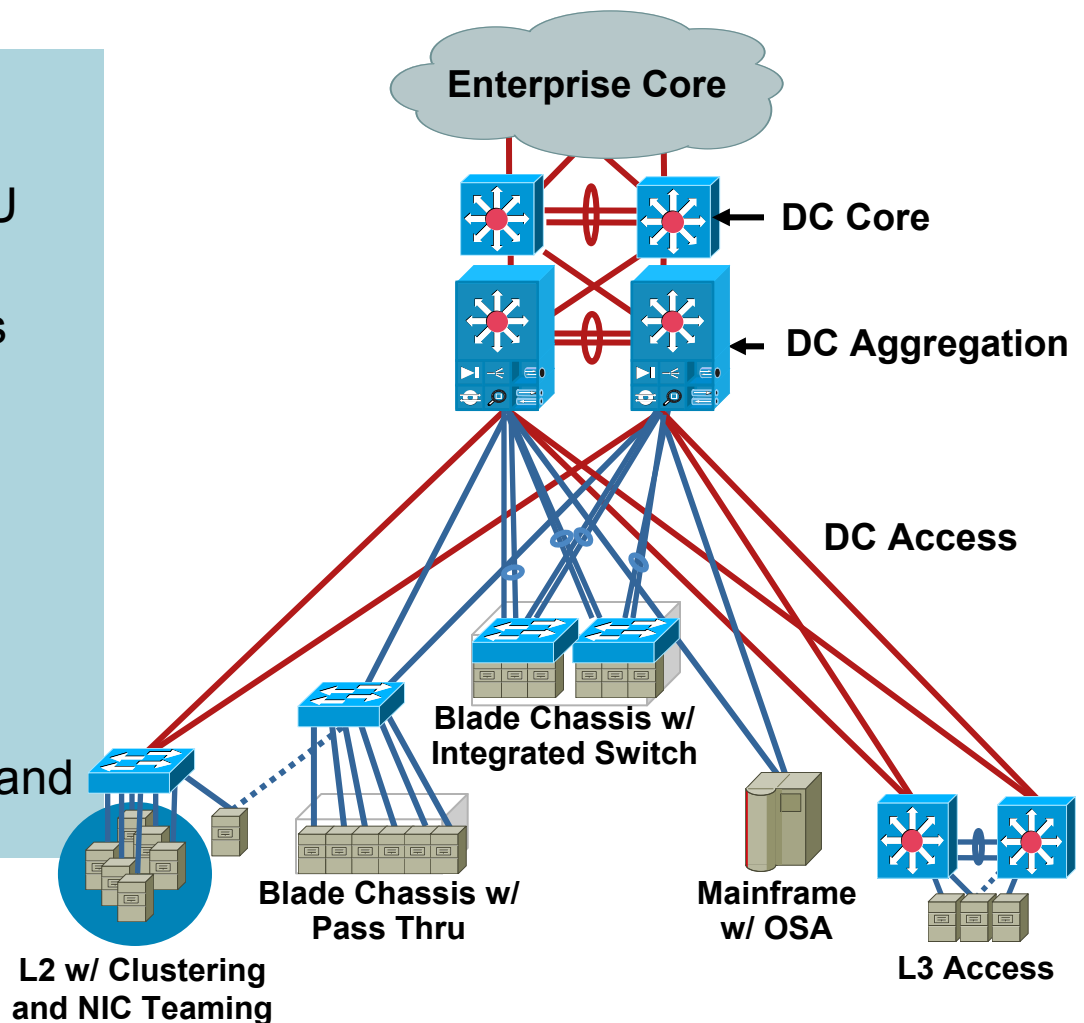 Enterprise Core
U
DC Core
s
DC Aggregation
DC Access
Blade Chassis w/
Integrated Switch
and
Blade Chassis w/
Pass Thru
Mainframe
w/ OSA
L3 Access
L2 w/ Clustering
and NIC Teaming